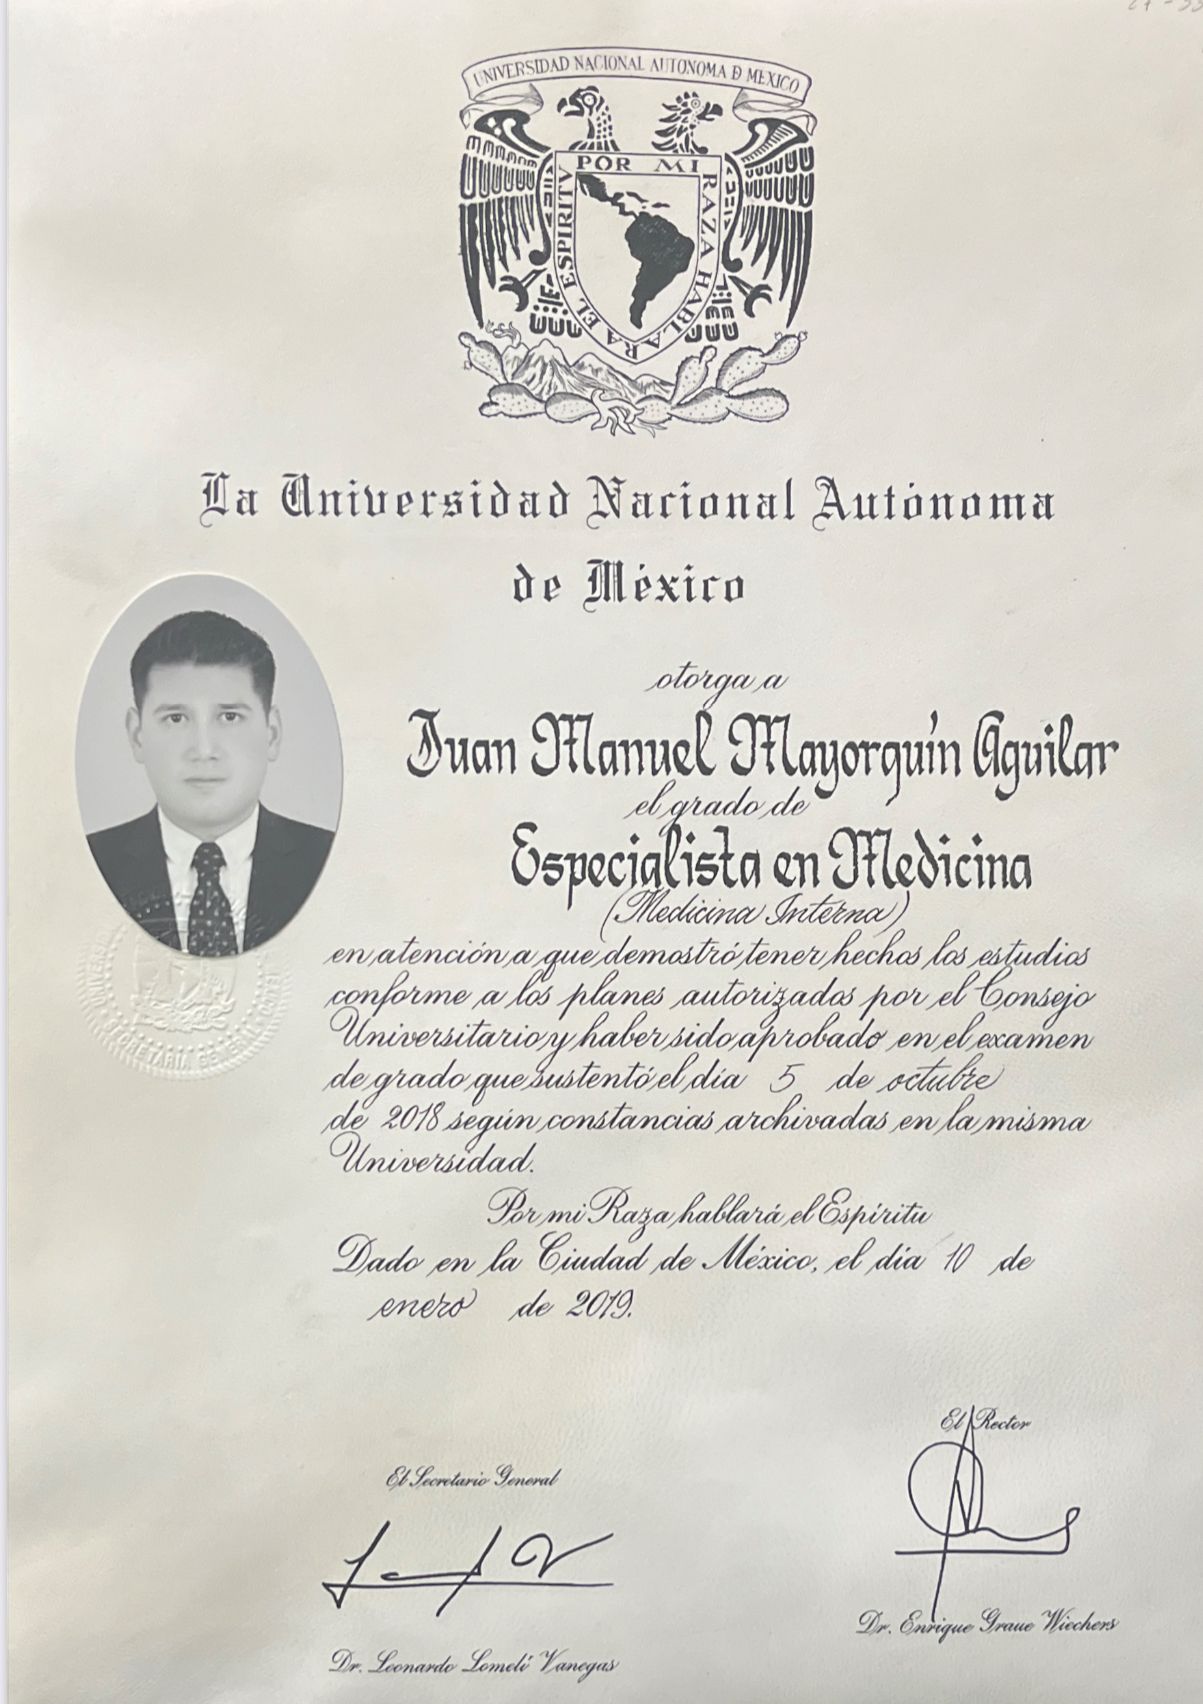 UNIVERSIDAD NACIONAL AUTONOMA D MEXICO
POR MI RAZA HABLARA EL ESPIRITU
La Universidad Nacional Autónoma
de México
otorga a
Juan Manuel Mayorquín Aguilar
el grado de
Especialista en Medicina
(Medicina Interna)
en atención a que demostró tener hechos los estudios
conforme a los planes autorizados por el Consejo
Universitario y haber sido aprobado en el examen
de grado que sustentó el día 5 de octubre
de 2018 según constancias archivadas en la misma
Universidad.
Por mi Raza hablará el Espíritu
Dado en la Ciudad de México, el día 10 de
enero de 2019.
El Rector
El Secretario General
Dr. Enrique Graue Wiechers
Dr. Leonardo Lomelí Vanegas
SECRETARIA GENERAL